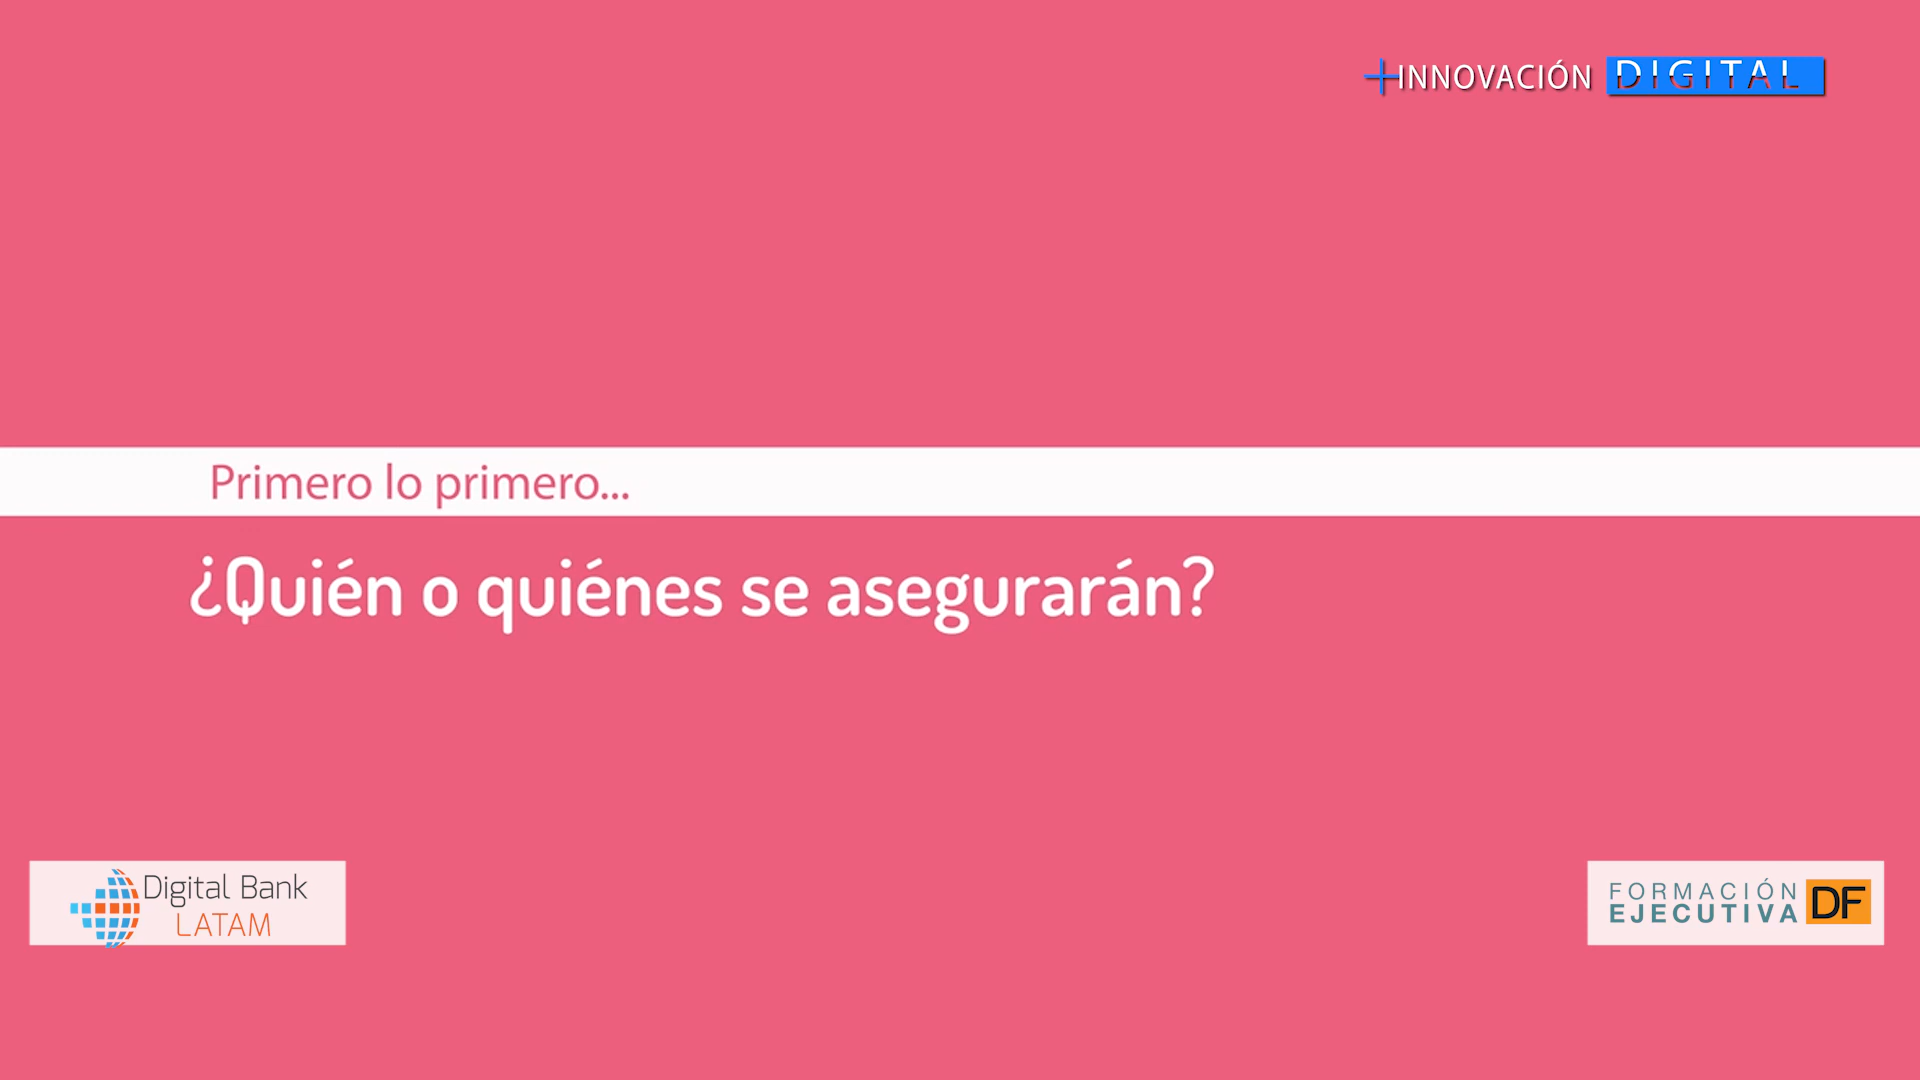 +INNOVACIÓN DIGITAL
Primero lo primero...
¿Quién o quiénes se asegurarán?
Digital Bank
LATAM
FORMACIÓN
EJECUTIVA DF